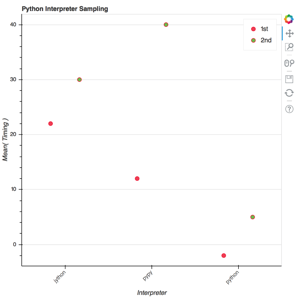 Python Interpreter Sampling
1st
2nd
40
30
20
10
0
Mean( Timing )
jython
pypy
python
Interpreter